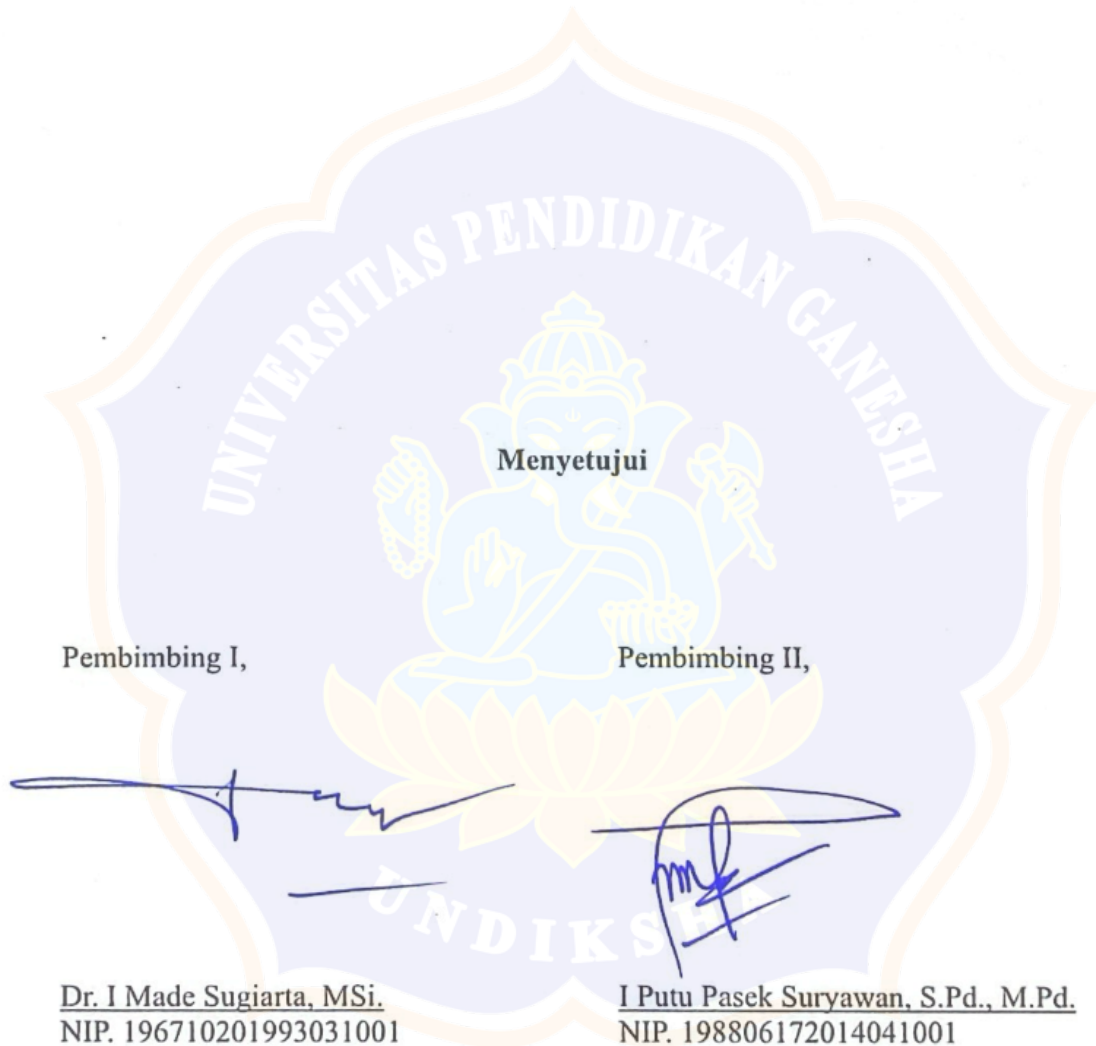 UNIVERSITAS PENDIDIKAN GANESHA
Menyetujui
Pembimbing I,
Pembimbing II,
UNDIKSHA
Dr. I Made Sugiarta, MSi.
I Putu Pasek Suryawan, S.Pd., M.Pd.
NIP. 196710201993031001
NIP. 198806172014041001